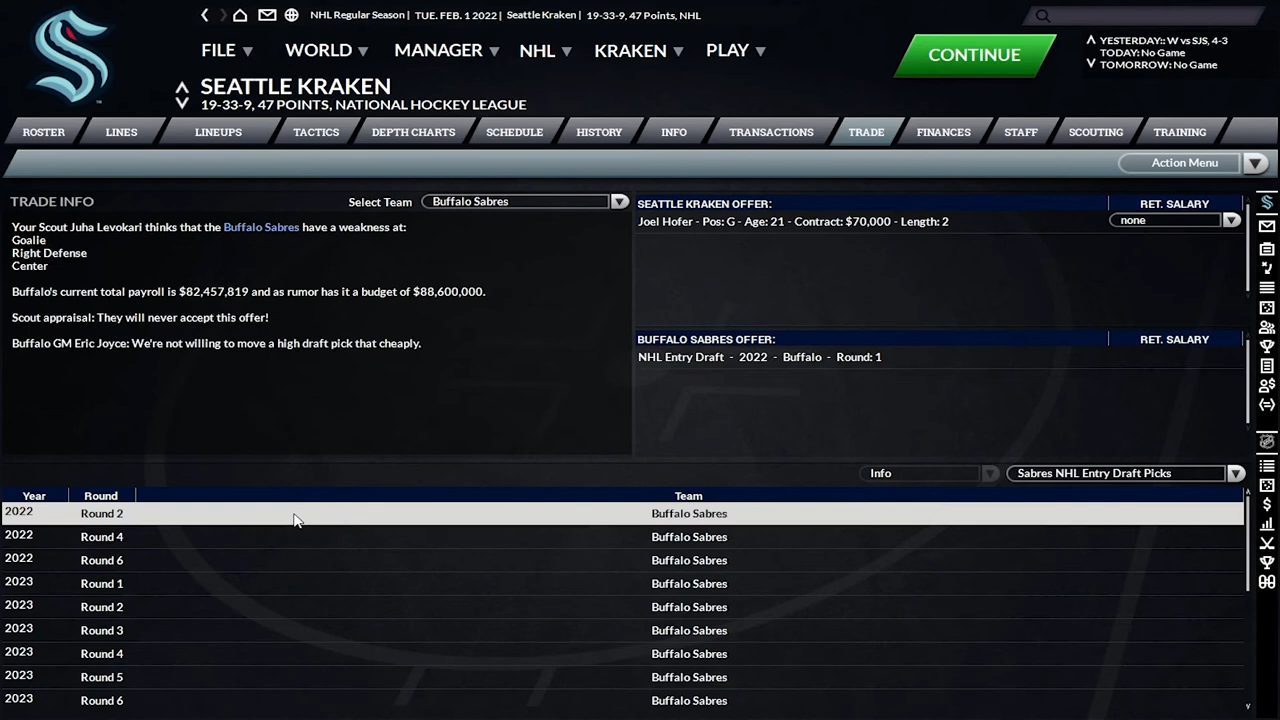 NHL Regular Season | TUE. FEB. 1 2022 | Seattle Kraken | 19-33-9, 47 Points, NHL
FILE WORLD MANAGER NHL KRAKEN PLAY
CONTINUE
YESTERDAY: W vs SJS, 4-3
TODAY: No Game
TOMORROW: No Game
SEATTLE KRAKEN
19-33-9, 47 POINTS, NATIONAL HOCKEY LEAGUE
ROSTER LINES LINEUPS TACTICS DEPTH CHARTS SCHEDULE HISTORY INFO TRANSACTIONS TRADE FINANCES STAFF SCOUTING TRAINING
Action Menu
TRADE INFO
Select Team Buffalo Sabres
Your Scout Juha Levokari thinks that the Buffalo Sabres have a weakness at:
Goalie
Right Defense
Center
Buffalo's current total payroll is $82,457,819 and as rumor has it a budget of $88,600,000.
Scout appraisal: They will never accept this offer!
Buffalo GM Eric Joyce: We're not willing to move a high draft pick that cheaply.
SEATTLE KRAKEN OFFER: RET. SALARY
Joel Hofer - Pos: G - Age: 21 - Contract: $70,000 - Length: 2 none
BUFFALO SABRES OFFER: RET. SALARY
NHL Entry Draft - 2022 - Buffalo - Round: 1
Info Sabres NHL Entry Draft Picks
Year Round Team
2022 Round 2 Buffalo Sabres
2022 Round 4 Buffalo Sabres
2022 Round 6 Buffalo Sabres
2023 Round 1 Buffalo Sabres
2023 Round 2 Buffalo Sabres
2023 Round 3 Buffalo Sabres
2023 Round 4 Buffalo Sabres
2023 Round 5 Buffalo Sabres
2023 Round 6 Buffalo Sabres